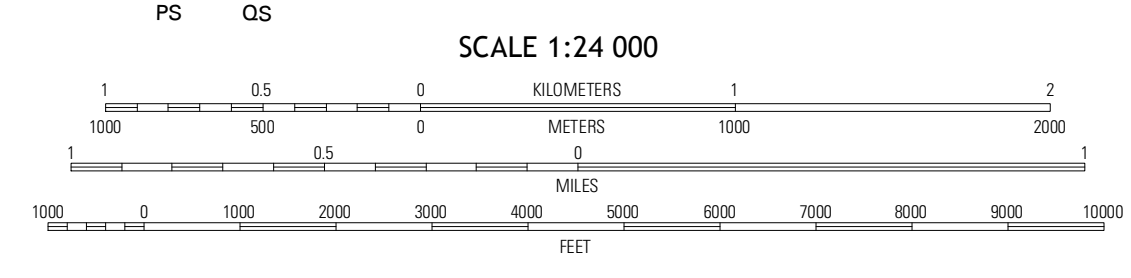 PS QS
SCALE 1:24 000
1 0.5 0 KILOMETERS 1 2
1000 500 0 METERS 1000 2000
1 0.5 0 1
MILES
1000 0 1000 2000 3000 4000 5000 6000 7000 8000 9000 10000
FEET